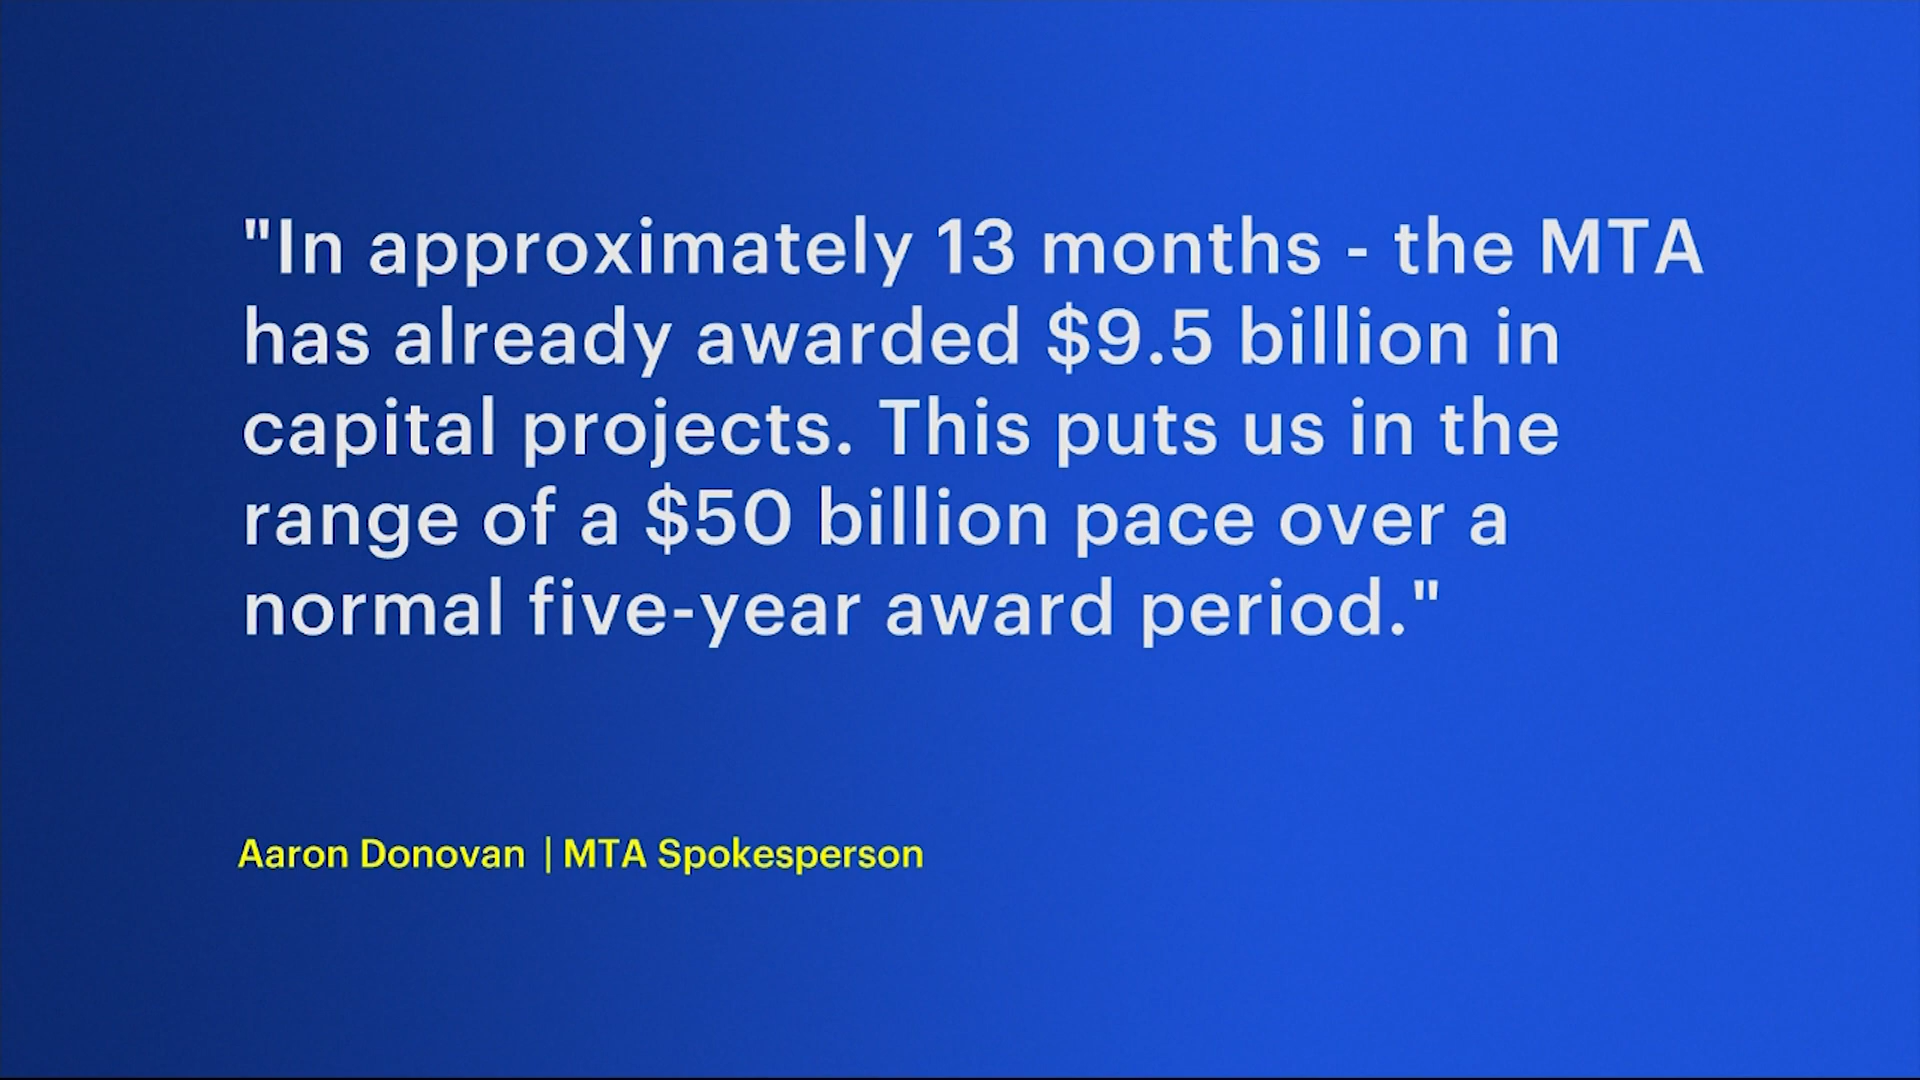 "In approximately 13 months - the MTA
has already awarded $9.5 billion in
capital projects. This puts us in the
range of a $50 billion pace over a
normal five-year award period."
Aaron Donovan | MTA Spokesperson